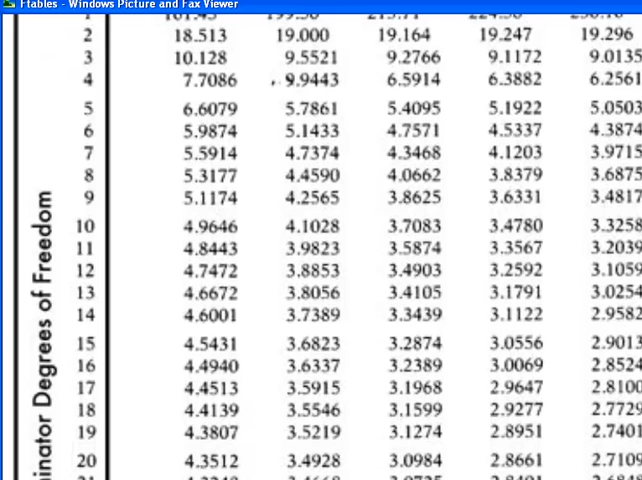 Ftables - Windows Picture and Fax Viewer
2 18.513 19.000 19.164 19.247 19.296
3 10.128 9.5521 9.2766 9.1172 9.0135
4 7.7086 9.9443 6.5914 6.3882 6.2561
5 6.6079 5.7861 5.4095 5.1922 5.0503
6 5.9874 5.1433 4.7571 4.5337 4.3874
7 5.5914 4.7374 4.3468 4.1203 3.9715
8 5.3177 4.4590 4.0662 3.8379 3.6875
9 5.1174 4.2565 3.8625 3.6331 3.4817
10 4.9646 4.1028 3.7083 3.4780 3.3258
11 4.8443 3.9823 3.5874 3.3567 3.2039
12 4.7472 3.8853 3.4903 3.2592 3.1059
13 4.6672 3.8056 3.4105 3.1791 3.0254
14 4.6001 3.7389 3.3439 3.1122 2.9582
15 4.5431 3.6823 3.2874 3.0556 2.9013
16 4.4940 3.6337 3.2389 3.0069 2.8524
17 4.4513 3.5915 3.1968 2.9647 2.8100
18 4.4139 3.5546 3.1599 2.9277 2.7729
19 4.3807 3.5219 3.1274 2.8951 2.7401
20 4.3512 3.4928 3.0984 2.8661 2.7109
inator Degrees of Freedom